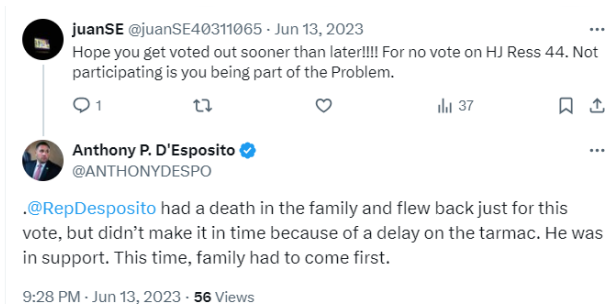 juanSE @juanSE40311065 · Jun 13, 2023
Hope you get voted out sooner than later!!!! For no vote on HJ Ress 44. Not
participating is you being part of the Problem.
1 37
Anthony P. D'Esposito
@ANTHONYDESPO
.@RepDesposito had a death in the family and flew back just for this
vote, but didn’t make it in time because of a delay on the tarmac. He was
in support. This time, family had to come first.
9:28 PM · Jun 13, 2023 · 56 Views